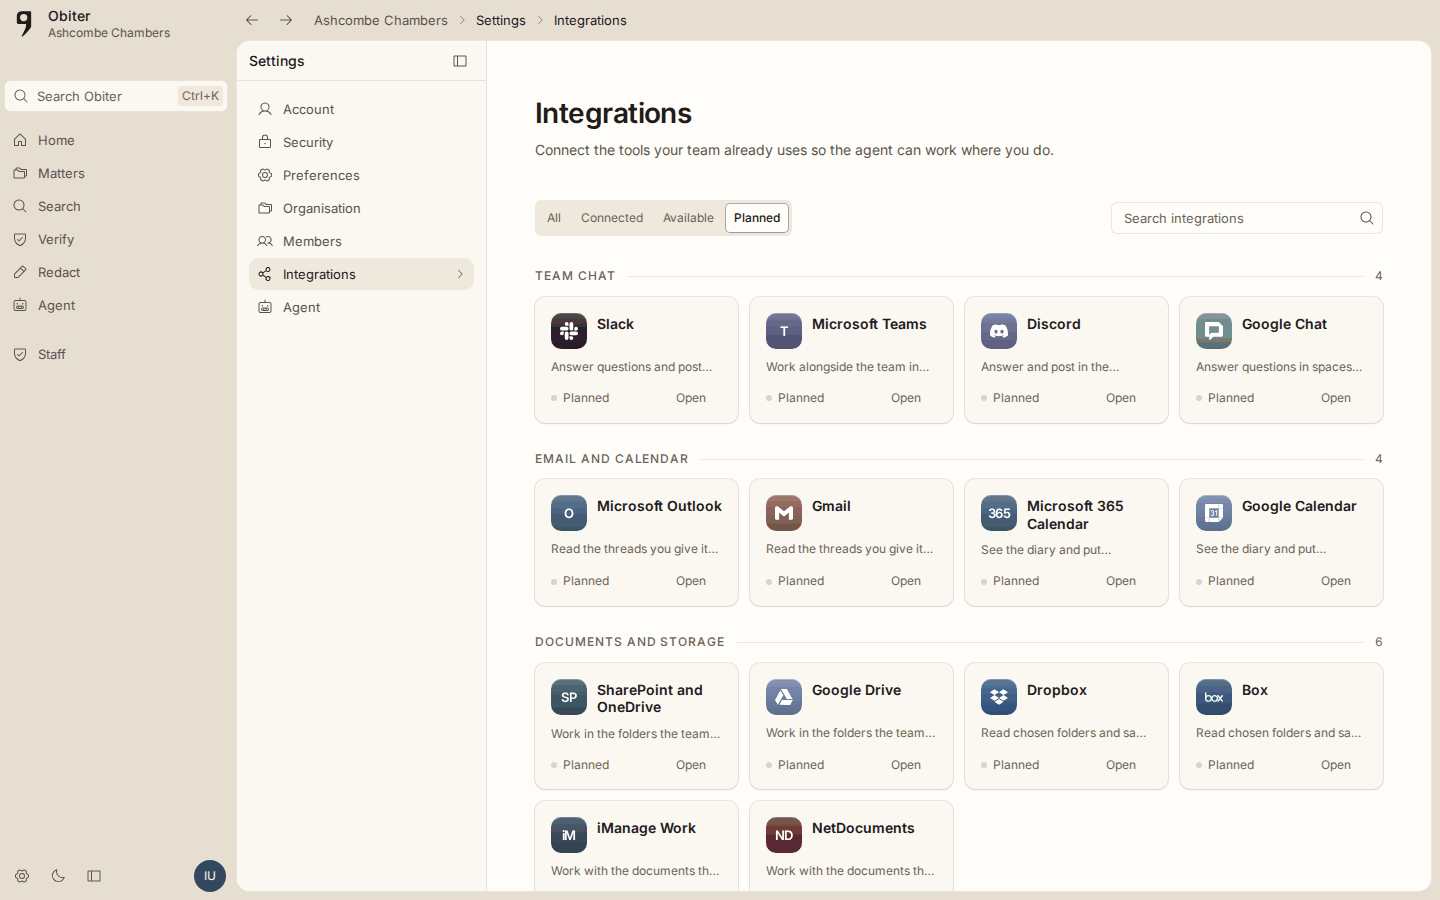 Obiter
Ashcombe Chambers
Search Obiter Ctrl+K
Home
Matters
Search
Verify
Redact
Agent
Staff
IU
Ashcombe Chambers Settings Integrations
Settings
Account
Security
Preferences
Organisation
Members
Integrations
Agent
Integrations
Connect the tools your team already uses so the agent can work where you do.
All Connected Available Planned
Search integrations
TEAM CHAT 4
Slack
Answer questions and post...
Planned Open
T
Microsoft Teams
Work alongside the team in...
Planned Open
Discord
Answer and post in the...
Planned Open
Google Chat
Answer questions in spaces...
Planned Open
EMAIL AND CALENDAR 4
O
Microsoft Outlook
Read the threads you give it...
Planned Open
Gmail
Read the threads you give it...
Planned Open
365
Microsoft 365
Calendar
See the diary and put...
Planned Open
31
Google Calendar
See the diary and put...
Planned Open
DOCUMENTS AND STORAGE 6
SP
SharePoint and
OneDrive
Work in the folders the team...
Planned Open
Google Drive
Work in the folders the team...
Planned Open
Dropbox
Read chosen folders and sa...
Planned Open
box
Box
Read chosen folders and sa...
Planned Open
iM
iManage Work
Work with the documents th...
ND
NetDocuments
Work with the documents th...